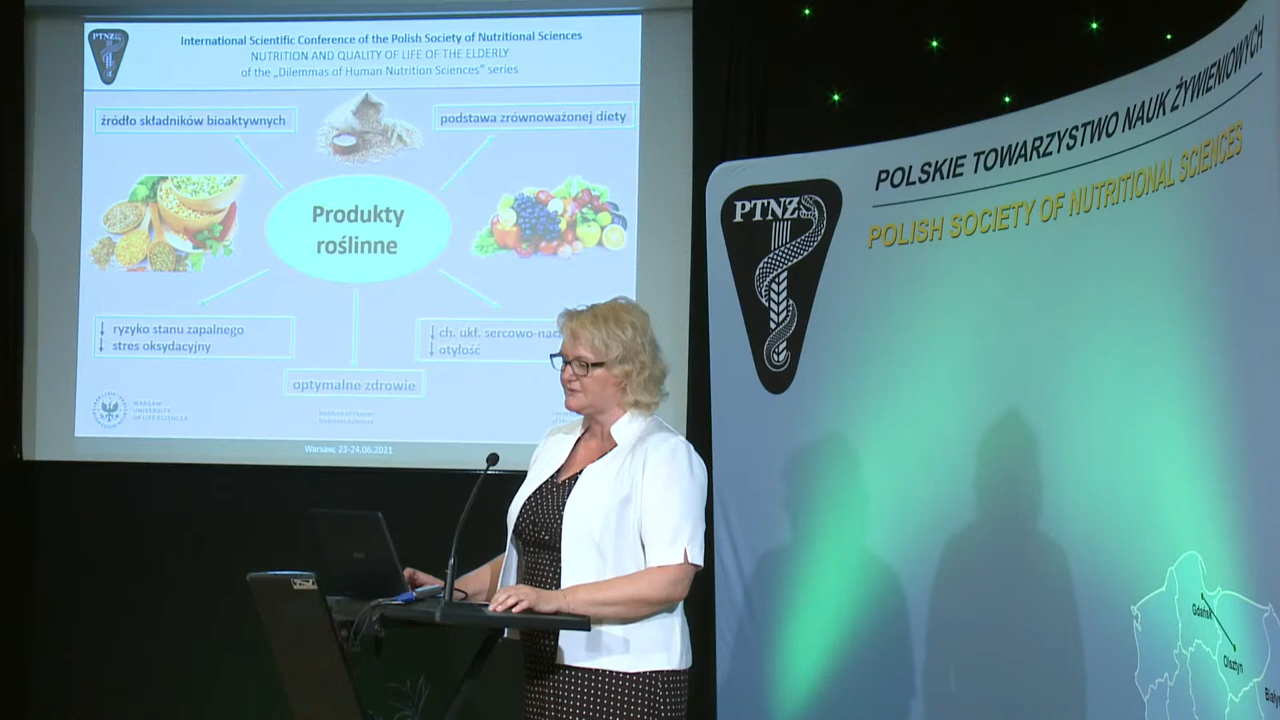 PTNŻ
International Scientific Conference of the Polish Society of Nutritional Sciences
NUTRITION AND QUALITY OF LIFE OF THE ELDERLY
of the „Dilemmas of Human Nutrition Sciences" series
źródło składników bioaktywnych
podstawa zrównoważonej diety
Produkty
roślinne
↓ ryzyko stanu zapalnego
↓ stres oksydacyjny
↓ ch. ukł. sercowo-nac
↓ otyłość
optymalne zdrowie
WARSAW
UNIVERSITY
OF LIFE SCIENCES
Warsaw, 23-24.06.2021
POLSKIE TOWARZYSTWO NAUK ŻYWIENIOWYCH
POLISH SOCIETY OF NUTRITIONAL SCIENCES
PTNŻ
Gdańsk
Olsztyn
Białys